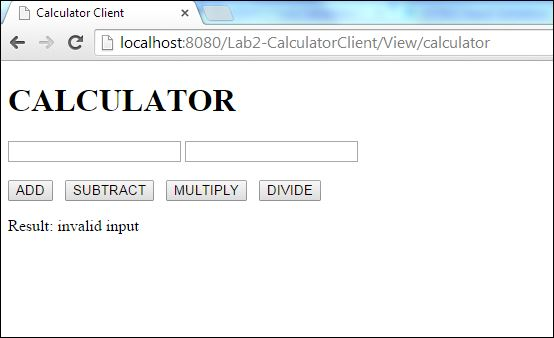 Calculator Client
localhost:8080/Lab2-CalculatorClient/View/calculator
CALCULATOR
ADD SUBTRACT MULTIPLY DIVIDE
Result: invalid input